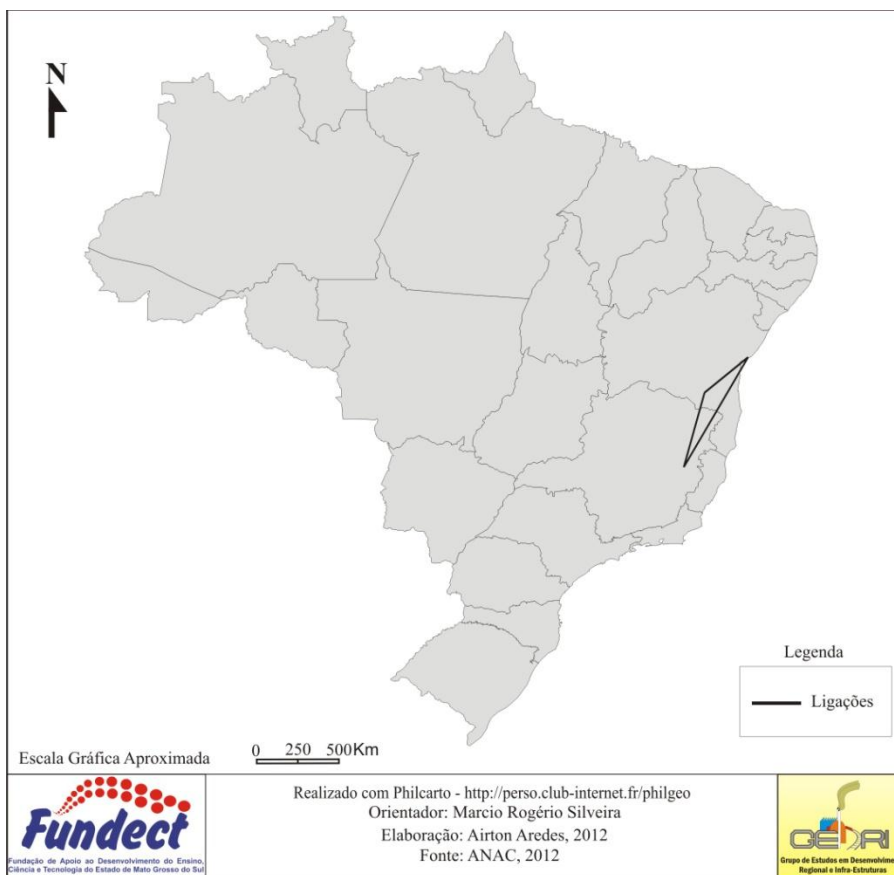 N
Legenda
Ligações
Escala Gráfica Aproximada
0 250 500Km
Fundect
Fundação de Apoio ao Desenvolvimento do Ensino,
Ciência e Tecnologia do Estado de Mato Grosso do Sul
Realizado com Philcarto - http://perso.club-internet.fr/philgeo
Orientador: Marcio Rogério Silveira
Elaboração: Airton Aredes, 2012
Fonte: ANAC, 2012
GEDRI
Grupo de Estudos em Desenvolvime
Regional e Infra-Estruturas